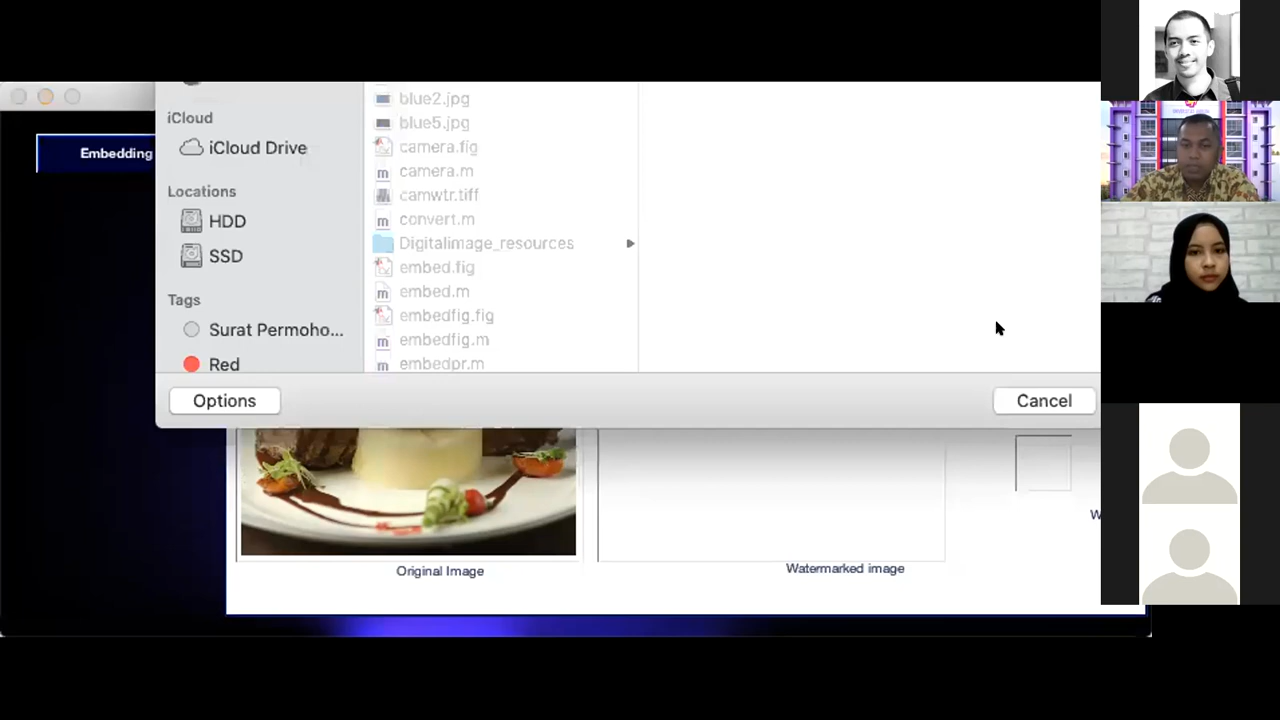 blue2.jpg
iCloud
blue5.jpg
iCloud Drive
camera.fig
Embedding
camera.m
Locations
camwtr.tiff
HDD
convert.m
Digitalimage_resources
SSD
embed.fig
Tags
embed.m
Surat Permoho...
embedfig.fig
embedfig.m
Red
embedpr.m
Options
Cancel
W
Original Image
Watermarked image